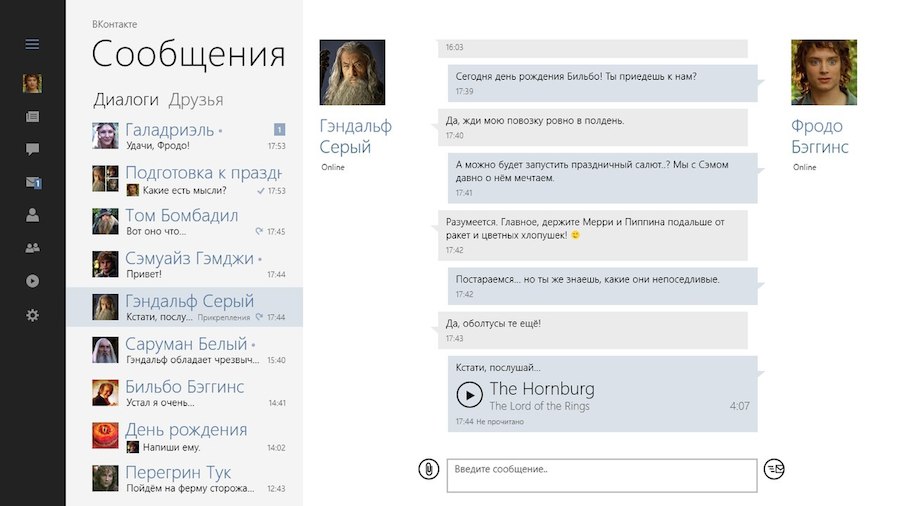 ВКонтакте
Сообщения
Диалоги Друзья
Галадриэль
1
Удачи, Фродо!
17:53
Подготовка к праздн
Какие есть мысли?
17:53
Том Бомбадил
Вот оно что...
17:45
Сэмуайз Гэмджи
Привет!
17:44
Гэндальф Серый
Кстати, послу... Прикрепления
17:44
Саруман Белый
Гэндальф обладает чрезвыч...
15:40
Бильбо Бэггинс
Устал я очень...
14:41
День рождения
Напиши ему.
14:02
Перегрин Тук
Пойдём на ферму сторожа...
12:43
1
Гэндальф
Серый
Online
16:03
Сегодня день рождения Бильбо! Ты приедешь к нам?
17:39
Да, жди мою повозку ровно в полдень.
17:40
А можно будет запустить праздничный салют..? Мы с Сэмом
давно о нём мечтаем.
17:41
Разумеется. Главное, держите Мерри и Пиппина подальше от
ракет и цветных хлопушек!
17:42
Постараемся... но ты же знаешь, какие они непоседливые.
17:42
Да, оболтусы те ещё!
17:43
Кстати, послушай...
The Hornburg
The Lord of the Rings
4:07
17:44 Не прочитано
Введите сообщение..
Фродо
Бэггинс
Online